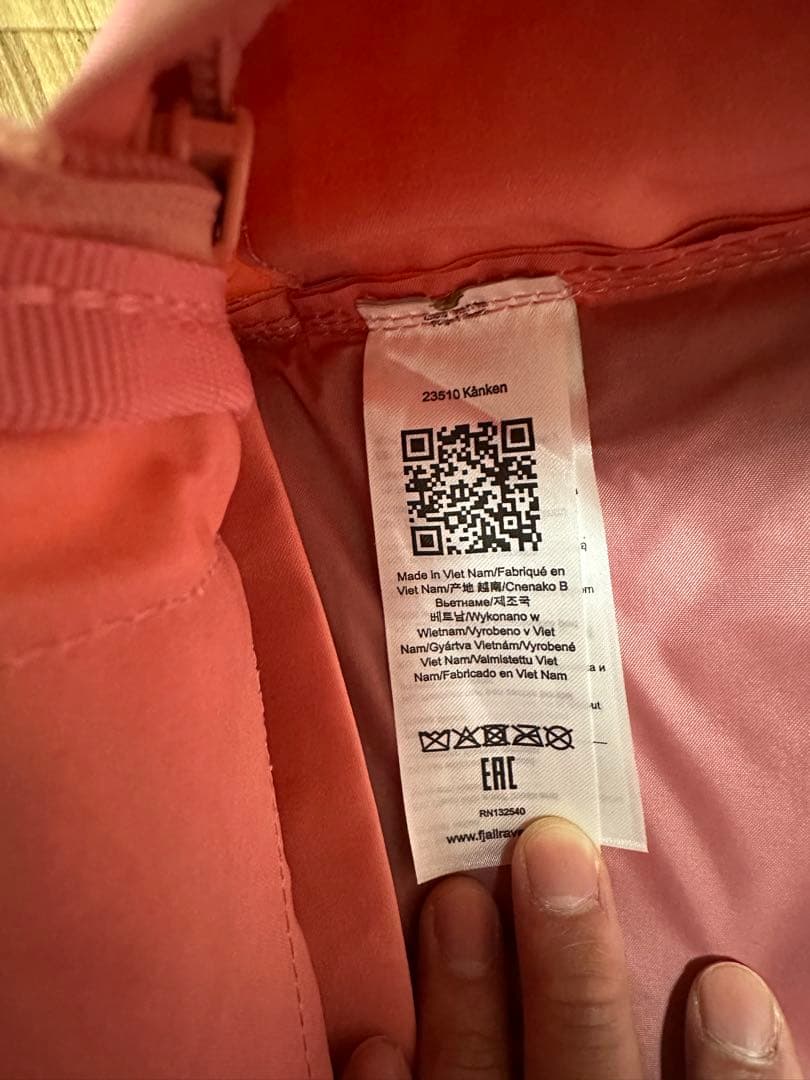 23510 Kånken
Made in Viet Nam/Fabriqué en
Viet Nam/产地 越南/Cnenako B
Вьетнаме/제조국
베트남/Wykonano w
Wietnam/Vyrobeno v Viet
Nam/Gyártva Vietnám/Vyrobené
Viet Nam/Valmistettu Viet
Nam/Fabricado en Viet Nam
EAC
RN132540
www.fjallrave